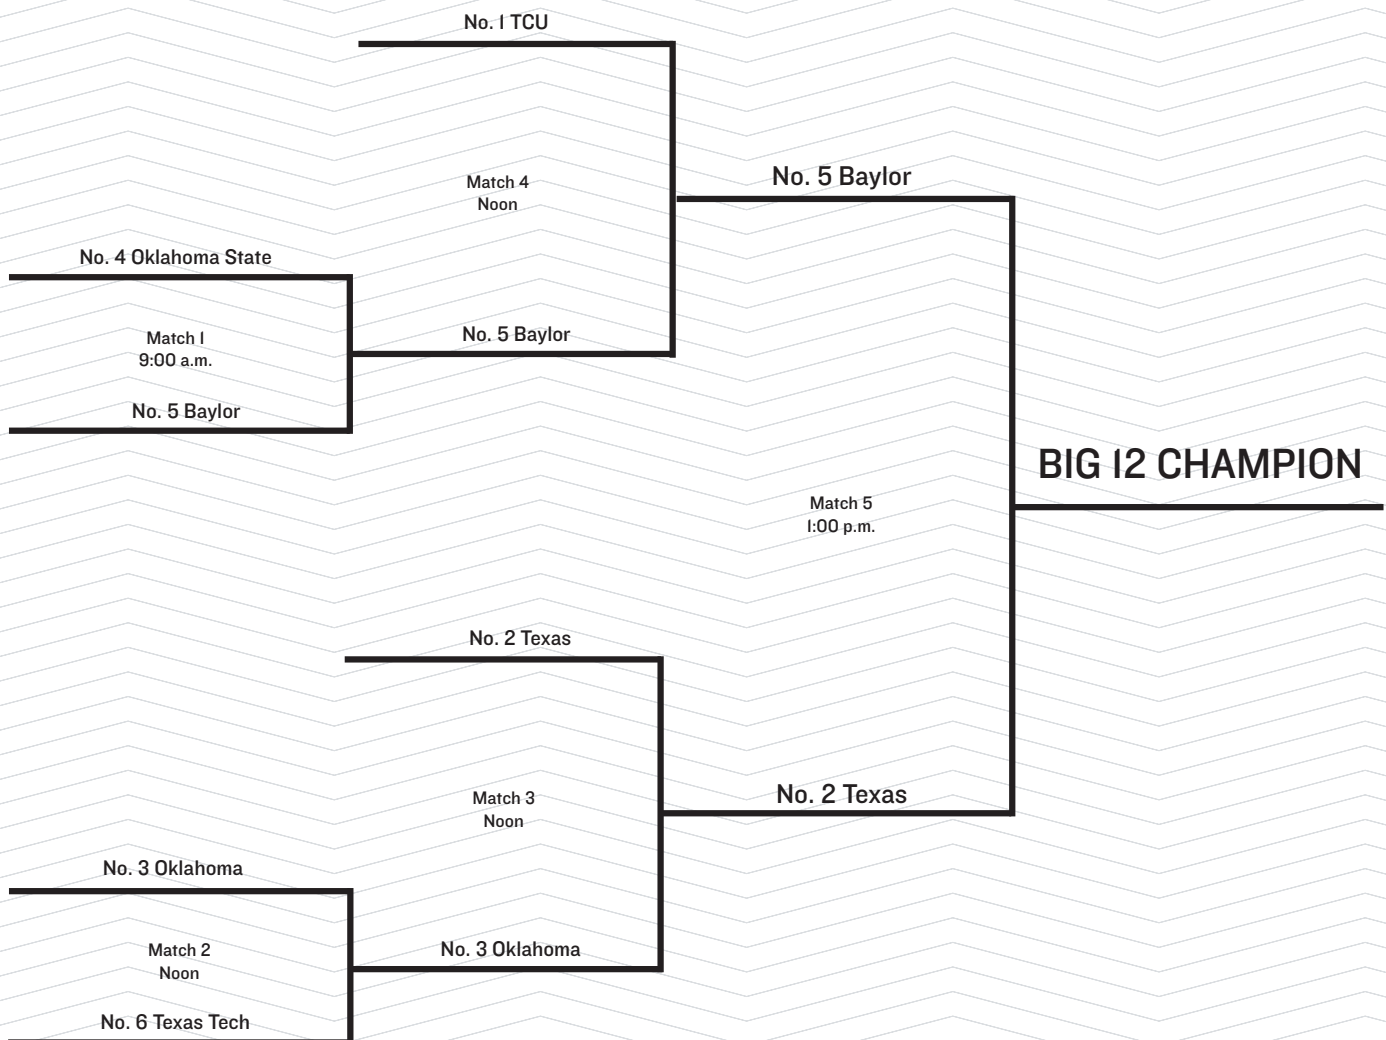 No. 1 TCU
Match 4
Noon
No. 5 Baylor
No. 4 Oklahoma State
Match 1
9:00 a.m.
No. 5 Baylor
No. 5 Baylor
BIG 12 CHAMPION
Match 5
1:00 p.m.
No. 2 Texas
Match 3
Noon
No. 2 Texas
No. 3 Oklahoma
Match 2
Noon
No. 3 Oklahoma
No. 6 Texas Tech